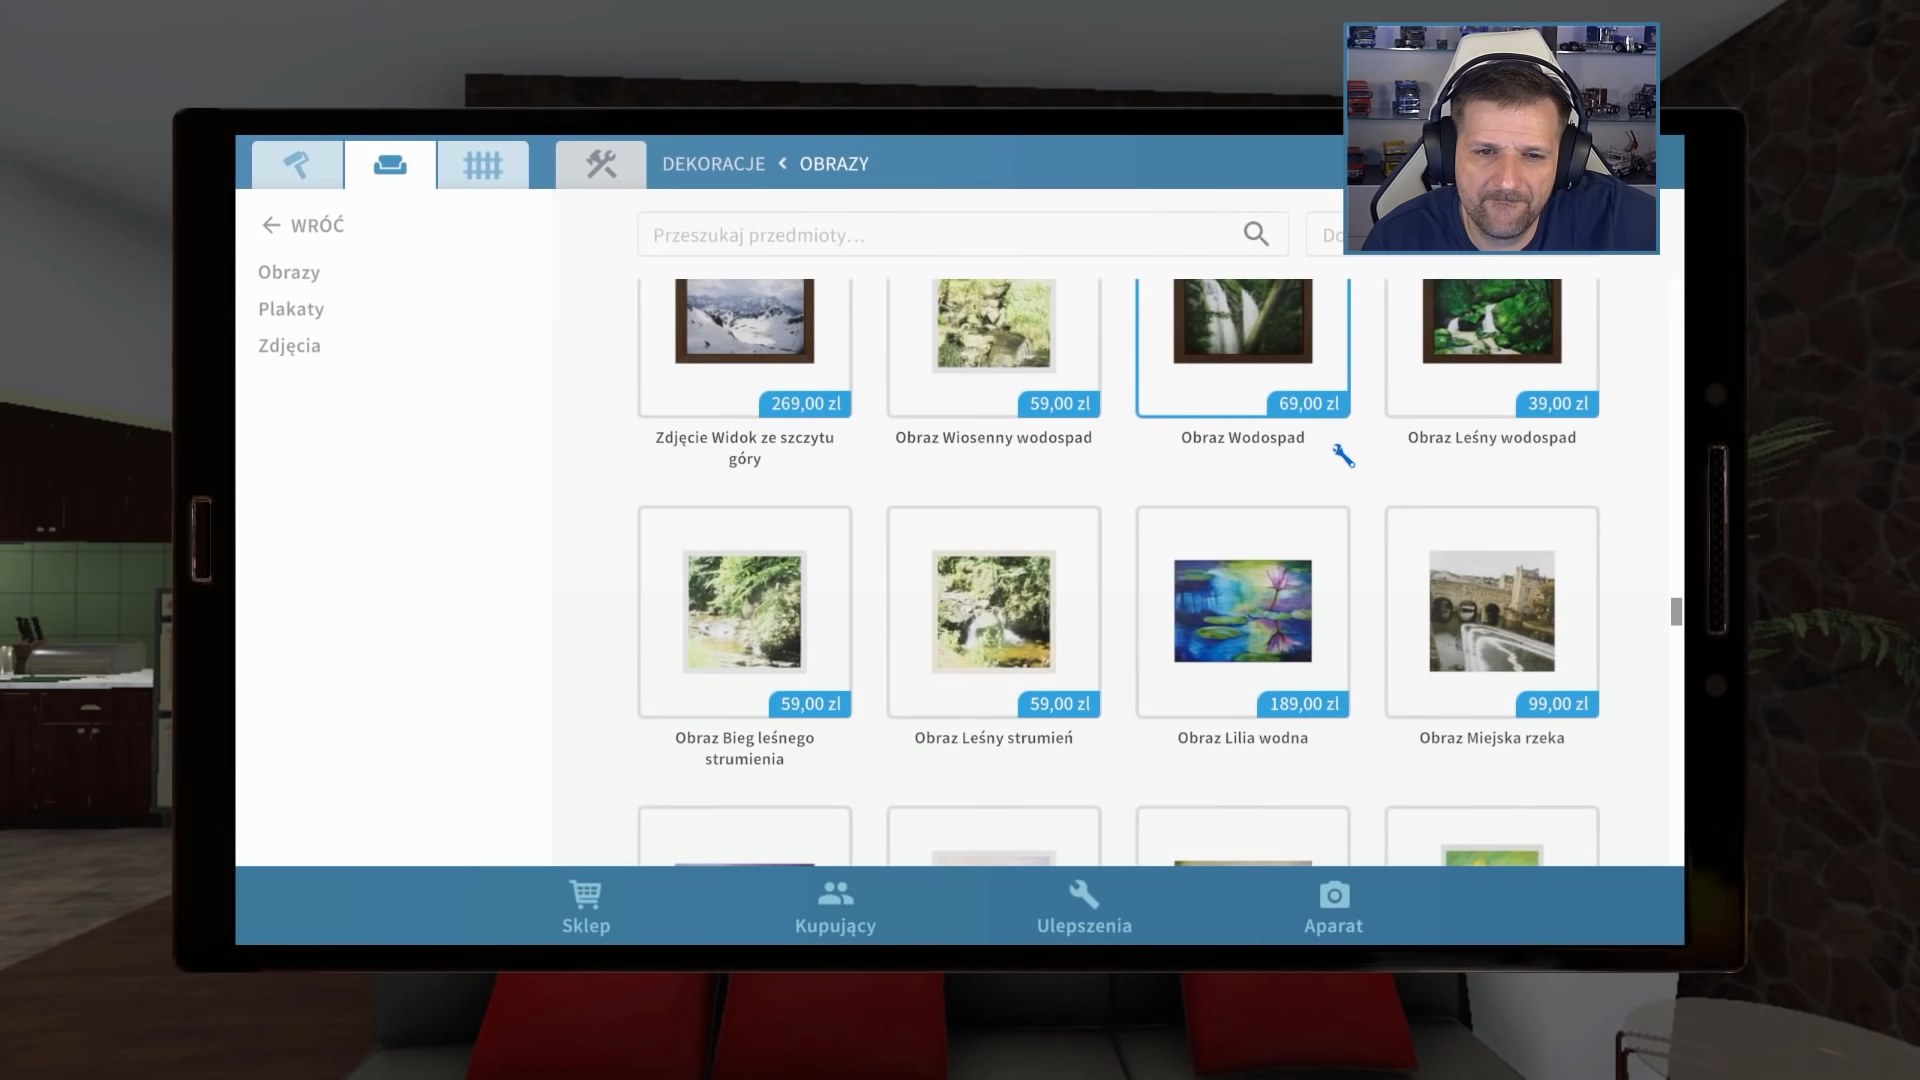 DEKORACJE < OBRAZY
WRÓĆ
Obrazy
Plakaty
Zdjęcia
Przeszukaj przedmioty...
269,00 zl
59,00 zl
69,00 zl
39,00 zl
Zdjęcie Widok ze szczytu
góry
Obraz Wiosenny wodospad
Obraz Wodospad
Obraz Leśny wodospad
59,00 zl
59,00 zl
189,00 zl
99,00 zl
Obraz Bieg leśnego
strumienia
Obraz Leśny strumień
Obraz Lilia wodna
Obraz Miejska rzeka
Sklep
Kupujący
Ulepszenia
Aparat